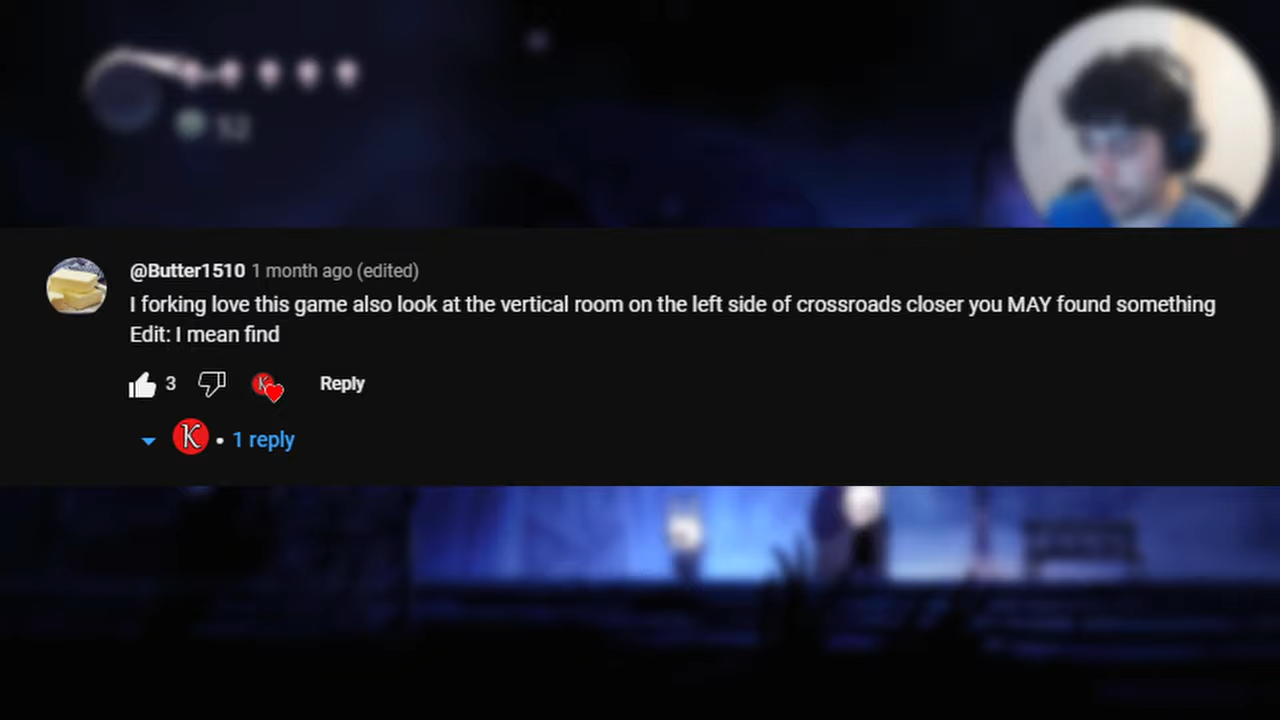 52
@Butter1510 1 month ago (edited)
I forking love this game also look at the vertical room on the left side of crossroads closer you MAY found something
Edit: I mean find
K
3
Reply
K • 1 reply